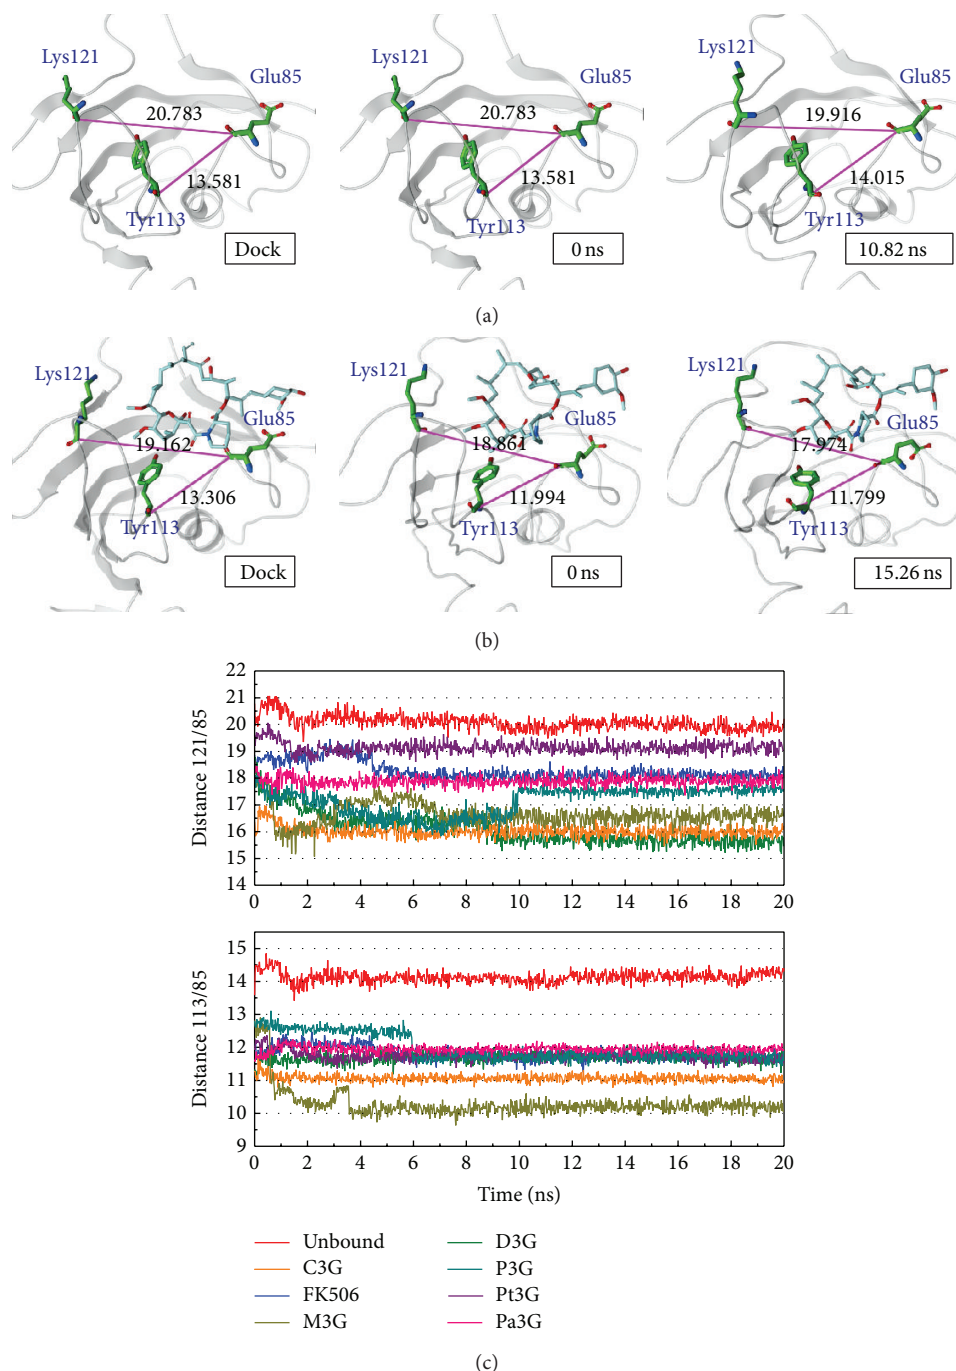 Lys121
Glu85
20.783
13.581
Tyr113
Dock
Lys121
Glu85
20.783
13.581
Tyr113
0 ns
Lys121
Glu85
19.916
14.015
Tyr113
10.82 ns
(a)
Lys121
Glu85
19.162
13.306
Tyr113
Dock
Lys121
Glu85
18.861
11.994
Tyr113
0 ns
Lys121
Glu85
17.974
11.799
Tyr113
15.26 ns
(b)
Distance 121/85
22
21
20
19
18
17
16
15
14
0 2 4 6 8 10 12 14 16 18 20
Distance 113/85
15
14
13
12
11
10
9
0 2 4 6 8 10 12 14 16 18 20
Time (ns)
Unbound
C3G
FK506
M3G
D3G
P3G
Pt3G
Pa3G
(c)